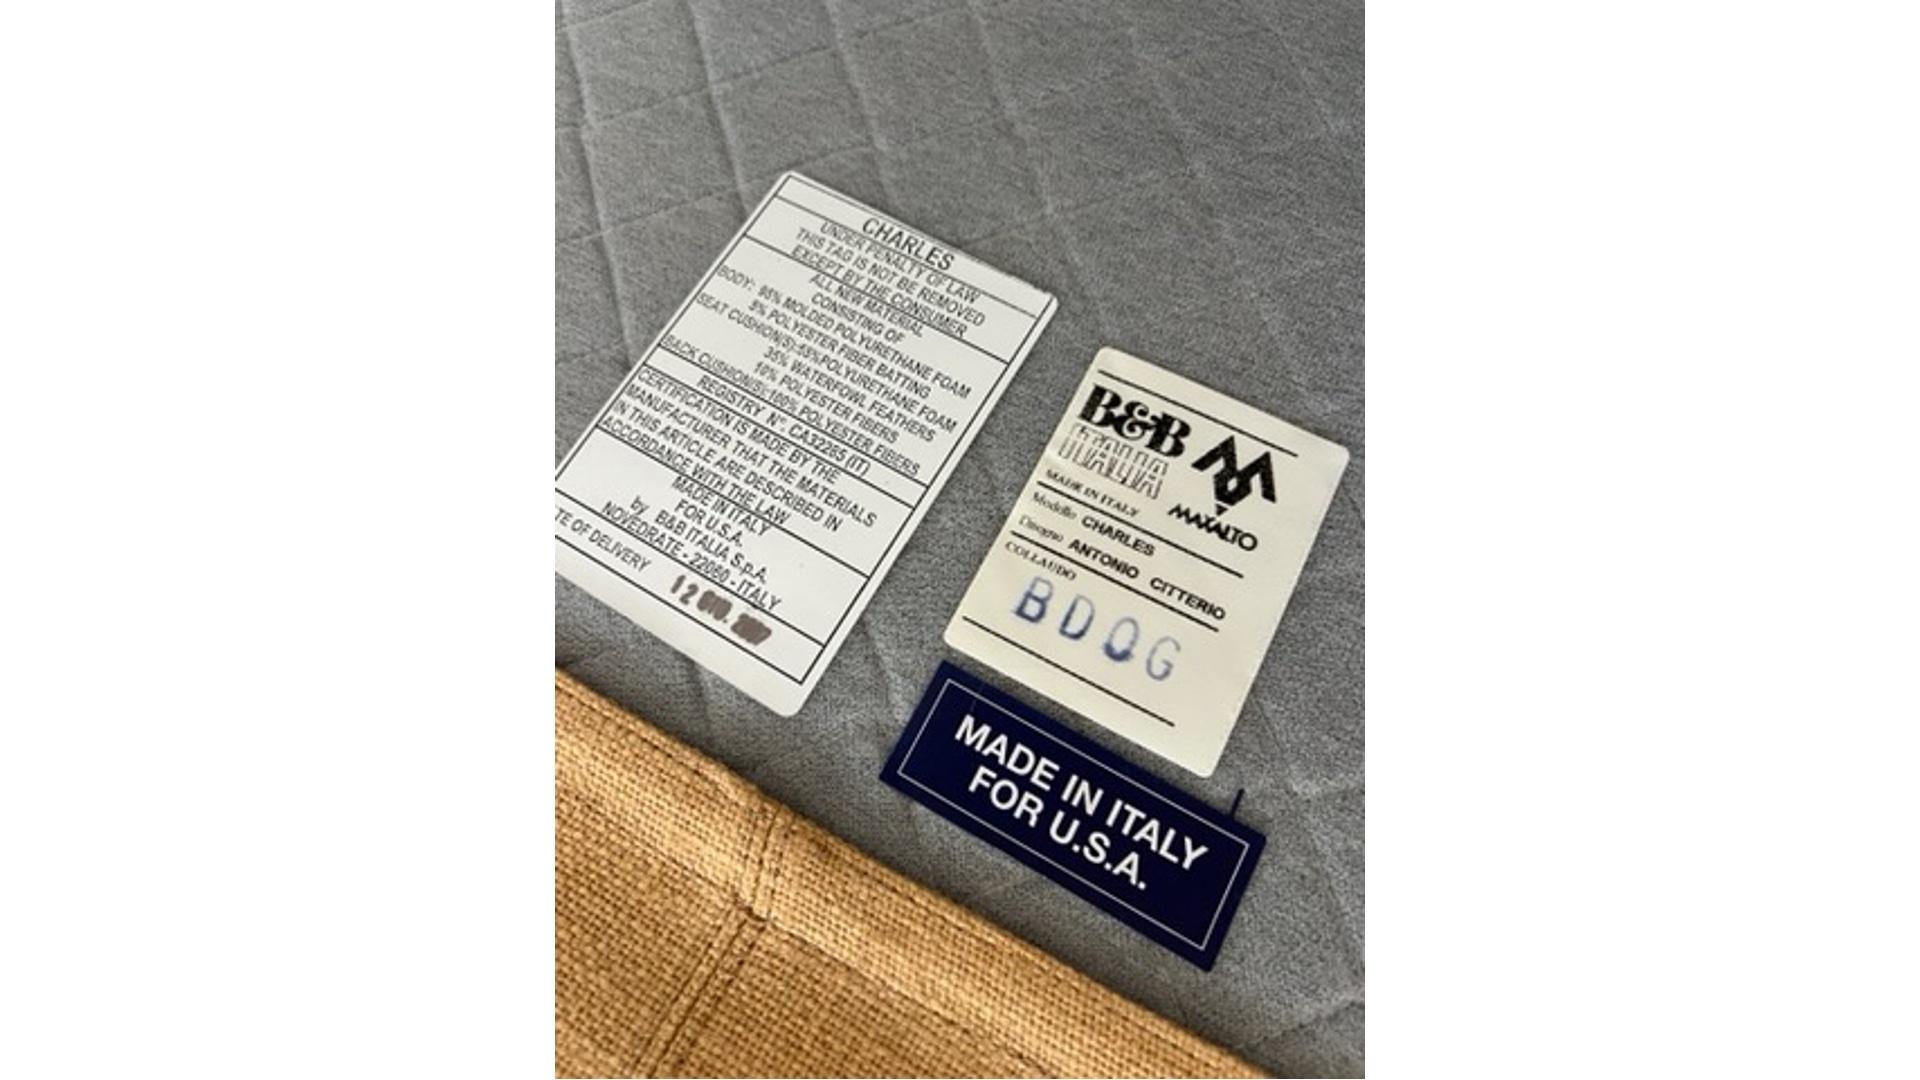 CHARLES
UNDER PENALTY OF LAW
THIS TAG IS NOT BE REMOVED
EXCEPT BY THE CONSUMER
ALL NEW MATERIAL
CONSISTING OF
BODY: 95% MOLDED POLYURETHANE FOAM
5% POLYESTER FIBER BATTING
SEAT CUSHION(S):55%POLYURETHANE FOAM
35% WATERFOWL FEATHERS
10% POLYESTER FIBERS
BACK CUSHION(S):100% POLYESTER FIBERS
REGISTRY N°. CA32285 (IT)
CERTIFICATION IS MADE BY THE
MANUFACTURER THAT THE MATERIALS
IN THIS ARTICLE ARE DESCRIBED IN
ACCORDANCE WITH THE LAW
MADE IN ITALY
FOR U.S.A.
by B&B ITALIA S.p.A.
NOVEDRATE - 22060 - ITALY
TE OF DELIVERY 12
B&B
ITALIA
MAXALTO
MADE IN ITALY
Modello CHARLES
Disegno ANTONIO CITTERIO
COLLAUDO
BDQG
MADE IN ITALY
FOR U.S.A.